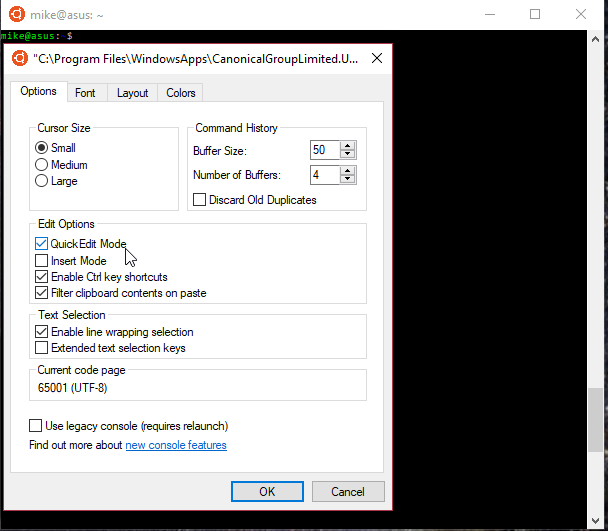 mike@asus: ~
mike@asus: $
"C:\Program Files\WindowsApps\CanonicalGroupLimited.U...
Options Font Layout Colors
Cursor Size
Small
Medium
Large
Command History
Buffer Size: 50
Number of Buffers: 4
Discard Old Duplicates
Edit Options
QuickEdit Mode
Insert Mode
Enable Ctrl key shortcuts
Filter clipboard contents on paste
Text Selection
Enable line wrapping selection
Extended text selection keys
Current code page
65001 (UTF-8)
Use legacy console (requires relaunch)
Find out more about new console features
OK Cancel